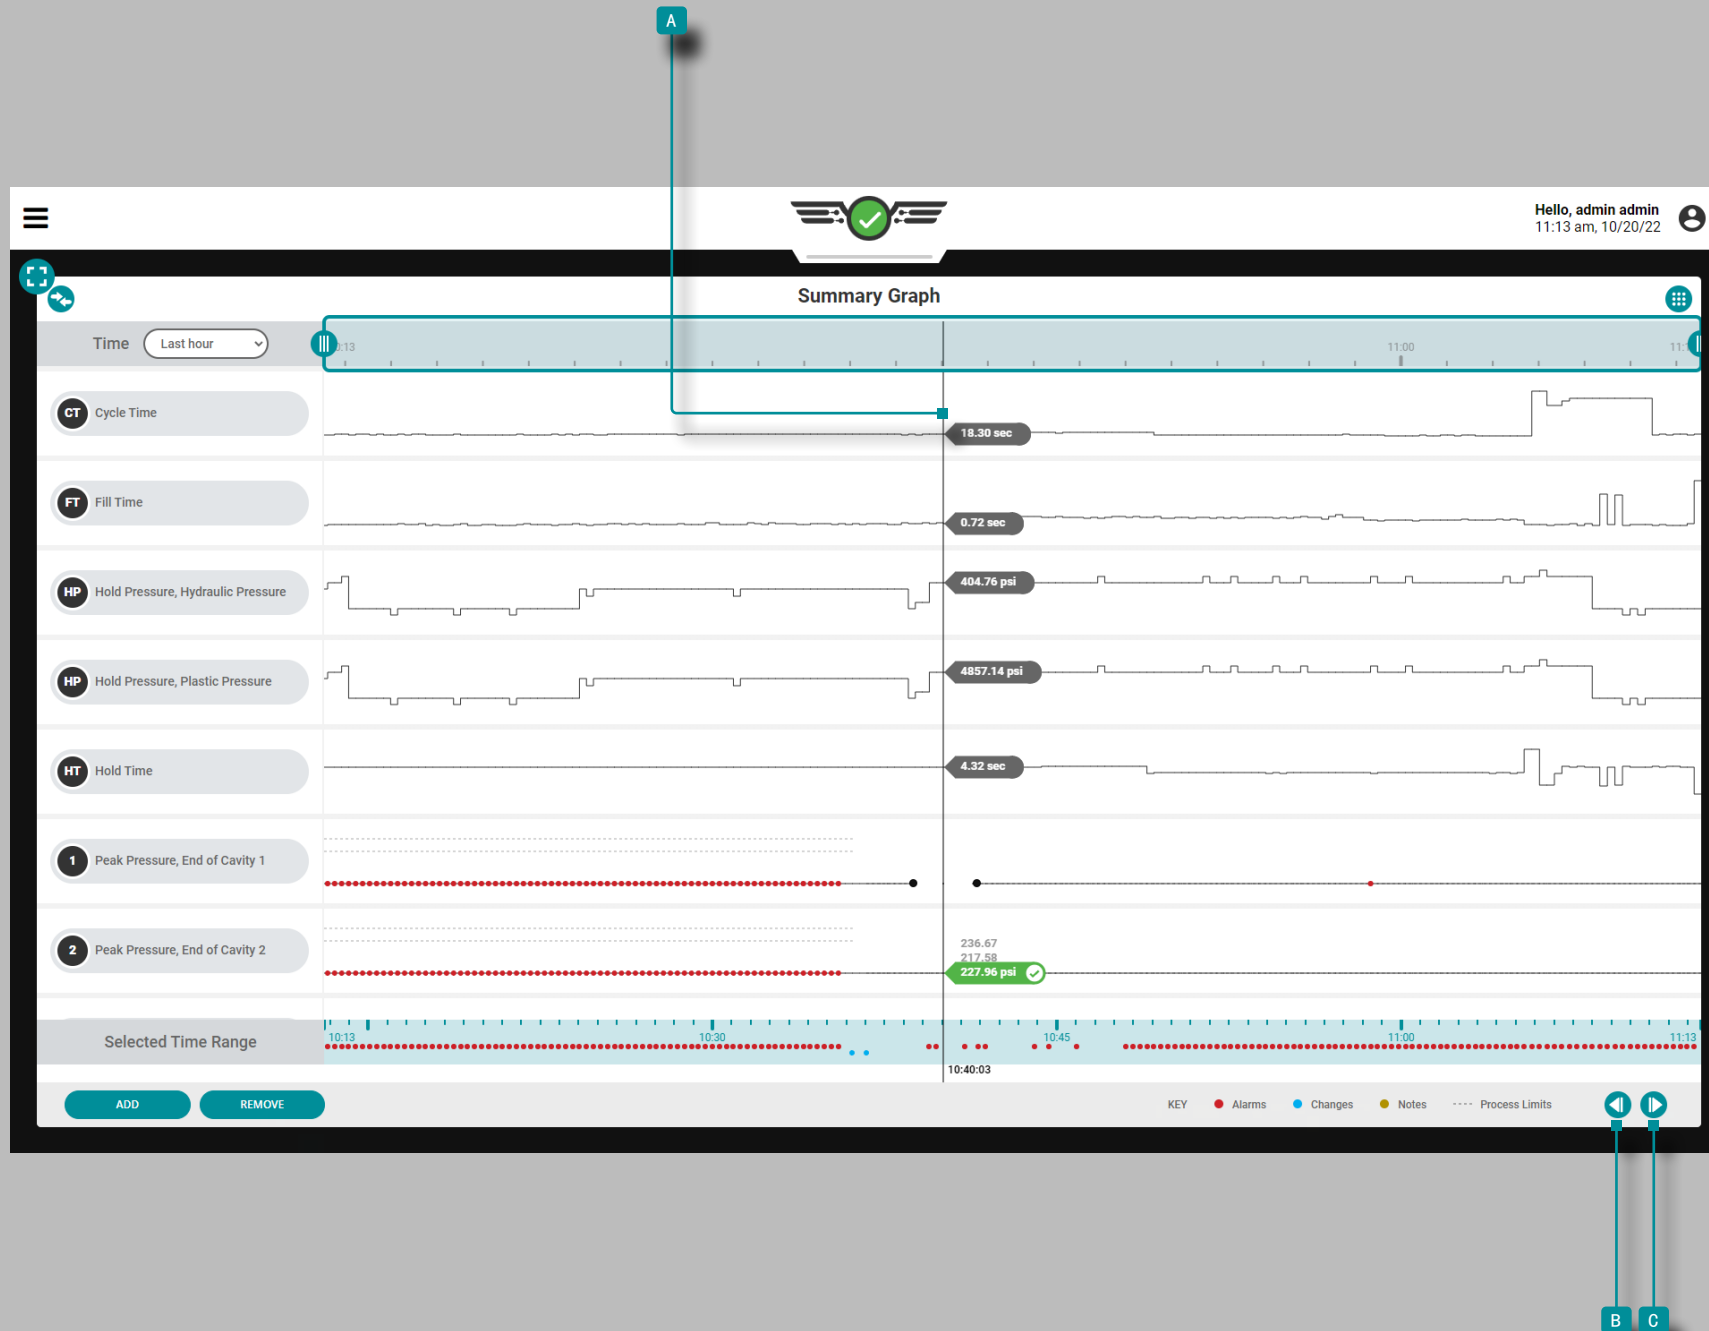 A
Hello, admin admin
11:13 am, 10/20/22
Summary Graph
Time
Last hour
:13
11:00
11:
CT Cycle Time
18.30 sec
FT Fill Time
0.72 sec
HP Hold Pressure, Hydraulic Pressure
404.76 psi
HP Hold Pressure, Plastic Pressure
4857.14 psi
HT Hold Time
4.32 sec
1 Peak Pressure, End of Cavity 1
2 Peak Pressure, End of Cavity 2
236.67
217.58
227.96 psi
Selected Time Range
10:13 10:30 10:45 11:00 11:13
10:40:03
ADD
REMOVE
KEY Alarms Changes Notes Process Limits
B C